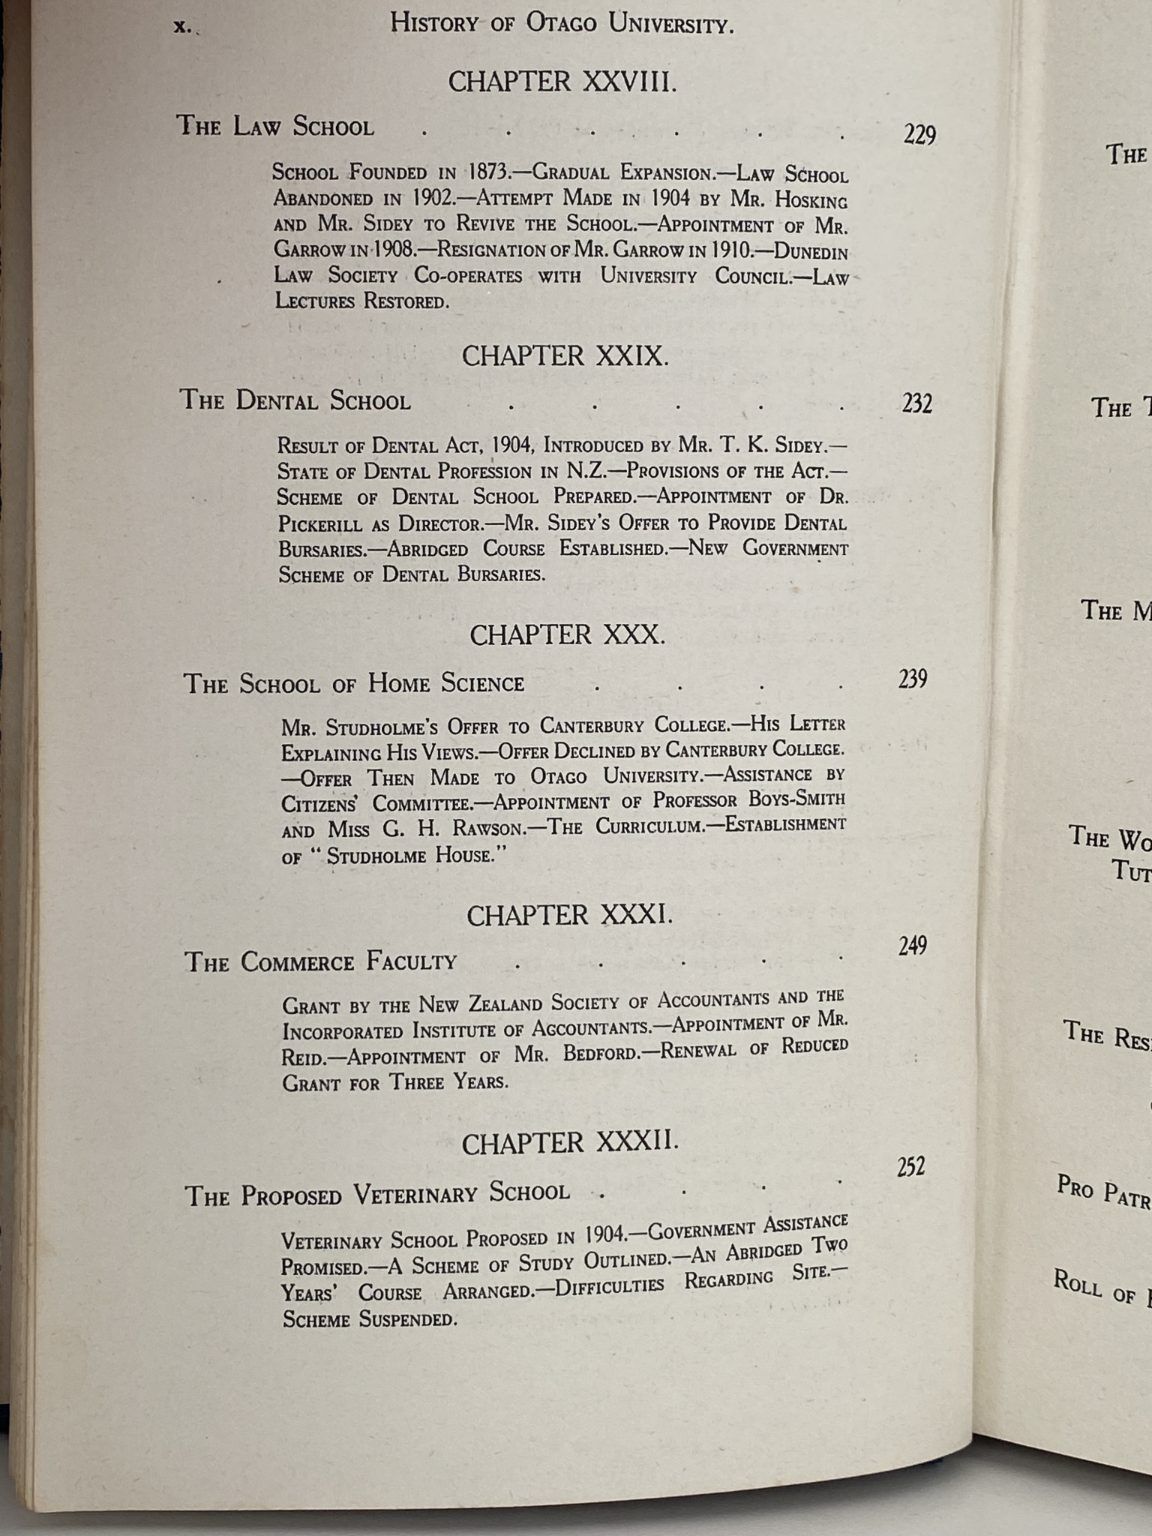 x. History of Otago University.
CHAPTER XXVIII.
The Law School . . . . . . 229
School Founded in 1873.—Gradual Expansion.—Law School
Abandoned in 1902.—Attempt Made in 1904 by Mr. Hosking
and Mr. Sidey to Revive the School.—Appointment of Mr.
Garrow in 1908.—Resignation of Mr. Garrow in 1910.—Dunedin
Law Society Co-operates with University Council.—Law
Lectures Restored.
CHAPTER XXIX.
The Dental School . . . . . 232
Result of Dental Act, 1904, Introduced by Mr. T. K. Sidey.—
State of Dental Profession in N.Z.—Provisions of the Act.—
Scheme of Dental School Prepared.—Appointment of Dr.
Pickerill as Director.—Mr. Sidey's Offer to Provide Dental
Bursaries.—Abridged Course Established.—New Government
Scheme of Dental Bursaries.
CHAPTER XXX.
The School of Home Science . . . . 239
Mr. Studholme's Offer to Canterbury College.—His Letter
Explaining His Views.—Offer Declined by Canterbury College.
—Offer Then Made to Otago University.—Assistance by
Citizens' Committee.—Appointment of Professor Boys-Smith
and Miss G. H. Rawson.—The Curriculum.—Establishment
of "Studholme House."
CHAPTER XXXI.
The Commerce Faculty . . . . . 249
Grant by the New Zealand Society of Accountants and the
Incorporated Institute of Accountants.—Appointment of Mr.
Reid.—Appointment of Mr. Bedford.—Renewal of Reduced
Grant for Three Years.
CHAPTER XXXII.
The Proposed Veterinary School . . . . 252
Veterinary School Proposed in 1904.—Government Assistance
Promised.—A Scheme of Study Outlined.—An Abridged Two
Years' Course Arranged.—Difficulties Regarding Site.—
Scheme Suspended.
The
The
The
The
The
Pro
Roll of